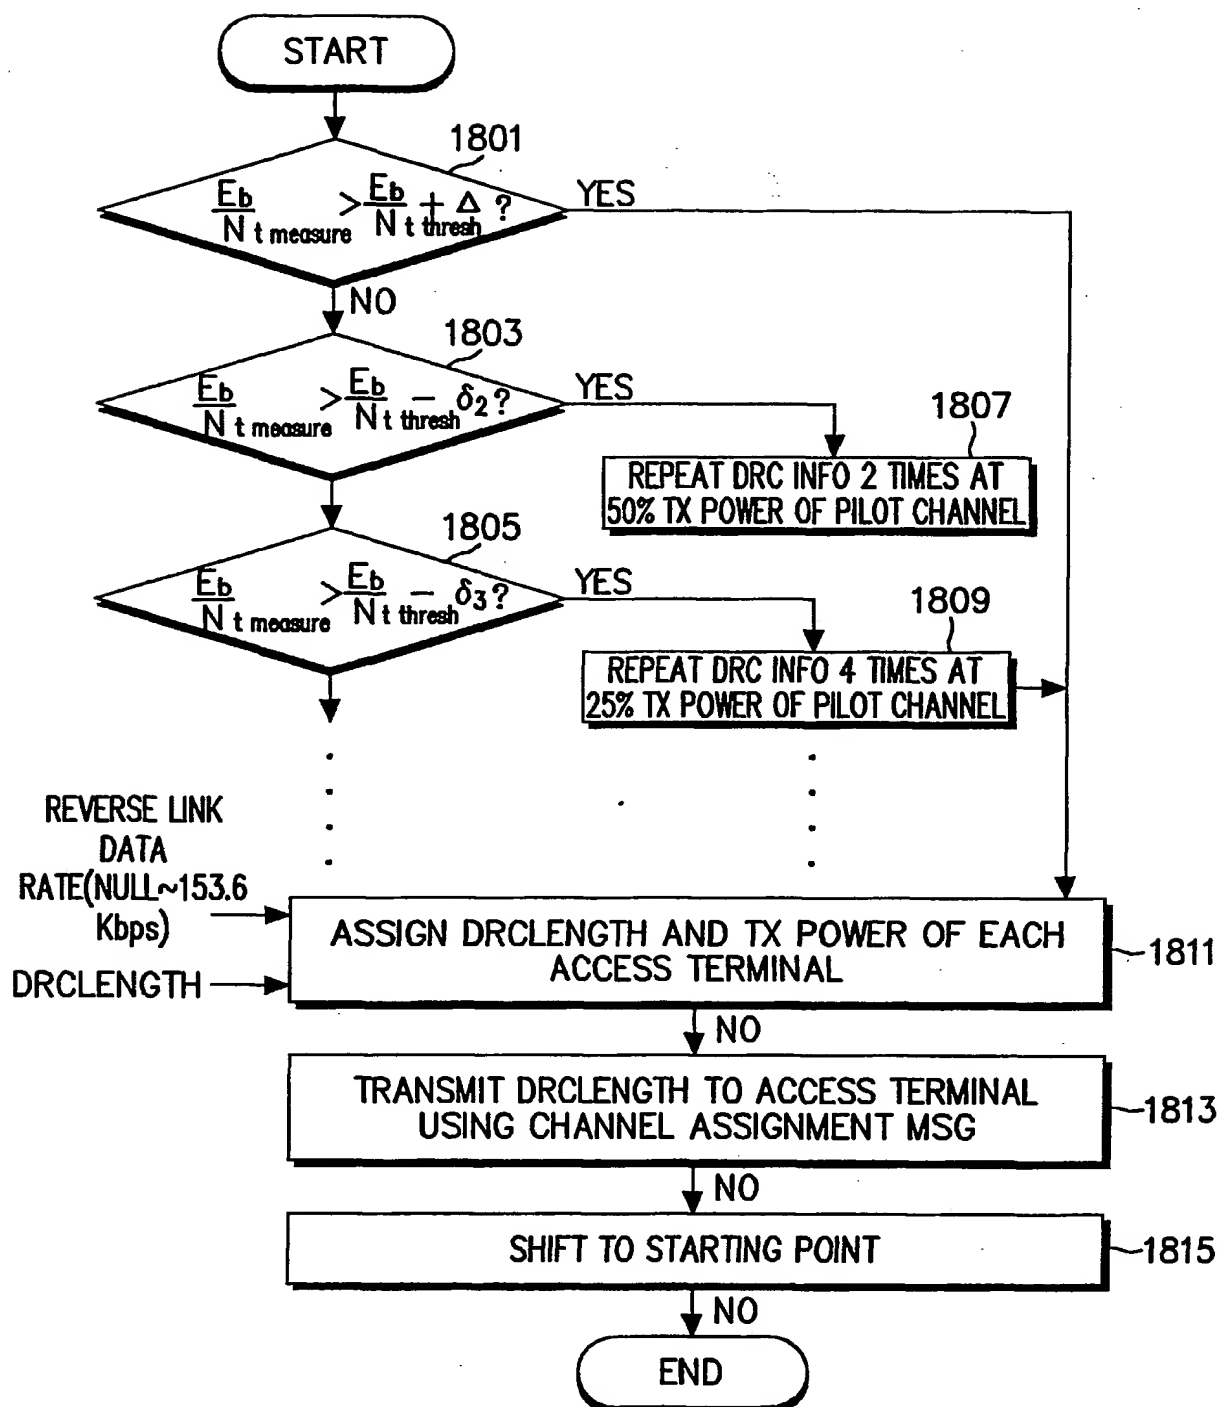 START
1801
Eb/Nt measure > Eb/Nt thresh + Δ ?
YES
NO
1803
Eb/Nt measure > Eb/Nt thresh − δ2?
YES
1807
REPEAT DRC INFO 2 TIMES AT
50% TX POWER OF PILOT CHANNEL
1805
Eb/Nt measure > Eb/Nt thresh − δ3?
YES
1809
REPEAT DRC INFO 4 TIMES AT
25% TX POWER OF PILOT CHANNEL
REVERSE LINK
DATA
RATE(NULL~153.6
Kbps)
DRCLENGTH
ASSIGN DRCLENGTH AND TX POWER OF EACH
ACCESS TERMINAL
1811
NO
TRANSMIT DRCLENGTH TO ACCESS TERMINAL
USING CHANNEL ASSIGNMENT MSG
1813
NO
SHIFT TO STARTING POINT
1815
NO
END